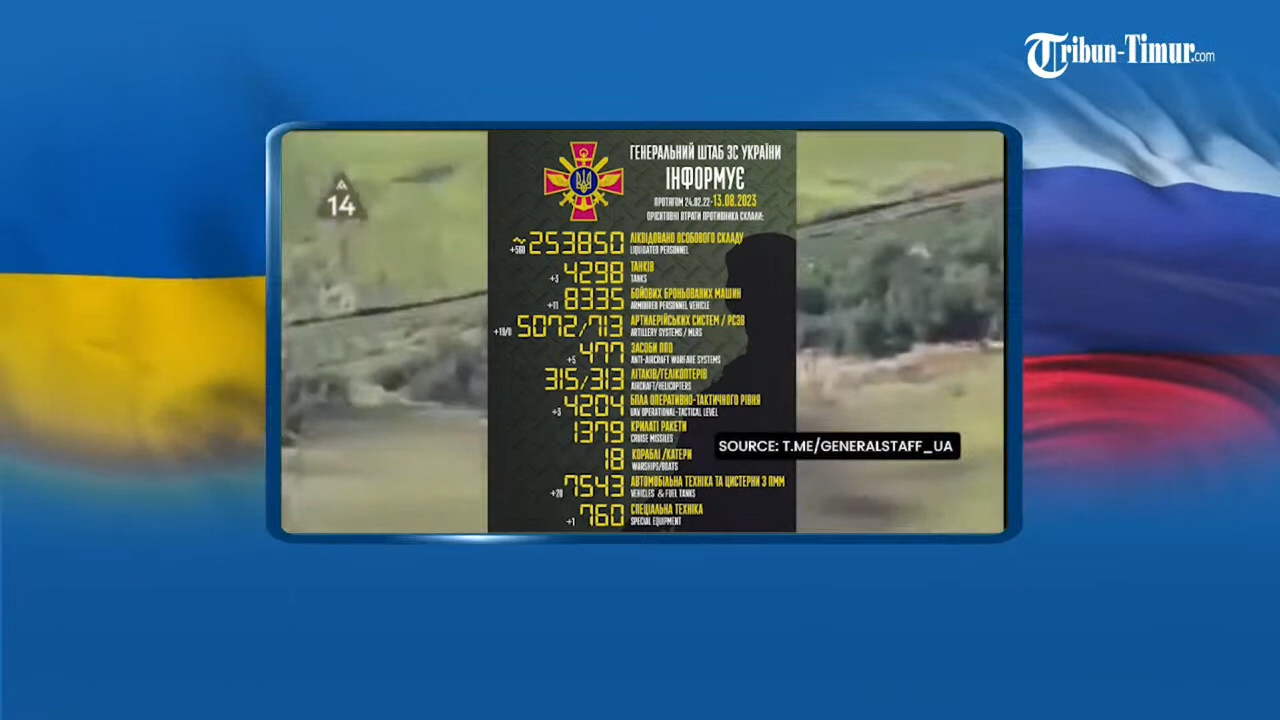 Tribun-Timur.com
14
ГЕНЕРАЛЬНИЙ ШТАБ ЗС УКРАЇНИ
ІНФОРМУЄ
ПРОТЯГОМ 24.02.22-13.08.2023
ОРІЄНТОВНІ ВТРАТИ ПРОТИВНИКА СКЛАЛИ:
+560 ~253850 ЛІКВІДОВАНО ОСОБОВОГО СКЛАДУ
LIQUIDATED PERSONNEL
+3 4298 ТАНКІВ
TANKS
+11 8335 БОЙОВИХ БРОНЬОВАНИХ МАШИН
ARMOURED PERSONNEL VEHICLE
+19/0 5072/713 АРТИЛЕРІЙСЬКИХ СИСТЕМ / РСЗВ
ARTILLERY SYSTEMS / MLRS
+5 477 ЗАСОБИ ППО
ANTI-AIRCRAFT WARFARE SYSTEMS
315/313 ЛІТАКІВ/ГЕЛІКОПТЕРІВ
AIRCRAFT/HELICOPTERS
+3 4204 БПЛА ОПЕРАТИВНО-ТАКТИЧНОГО РІВНЯ
UAV OPERATIONAL-TACTICAL LEVEL
1379 КРИЛАТІ РАКЕТИ
CRUISE MISSILES
SOURCE: T.ME/GENERALSTAFF_UA
18 КОРАБЛІ /КАТЕРИ
WARSHIPS/BOATS
+20 7543 АВТОМОБІЛЬНА ТЕХНІКА ТА ЦИСТЕРНИ З ПММ
VEHICLES & FUEL TANKS
+1 760 СПЕЦІАЛЬНА ТЕХНІКА
SPECIAL EQUIPMENT